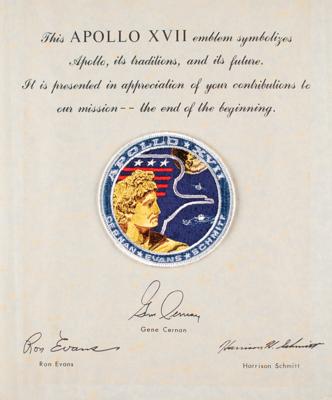 This APOLLO XVII emblem symbolizes
Apollo, its traditions, and its future.
It is presented in appreciation of your contributions to
our mission -- the end of the beginning.
APOLLO XVII
CERNAN EVANS SCHMITT
Gene Cernan
Gene Cernan
Ron Evans
Ron Evans
Harrison H. Schmitt
Harrison Schmitt